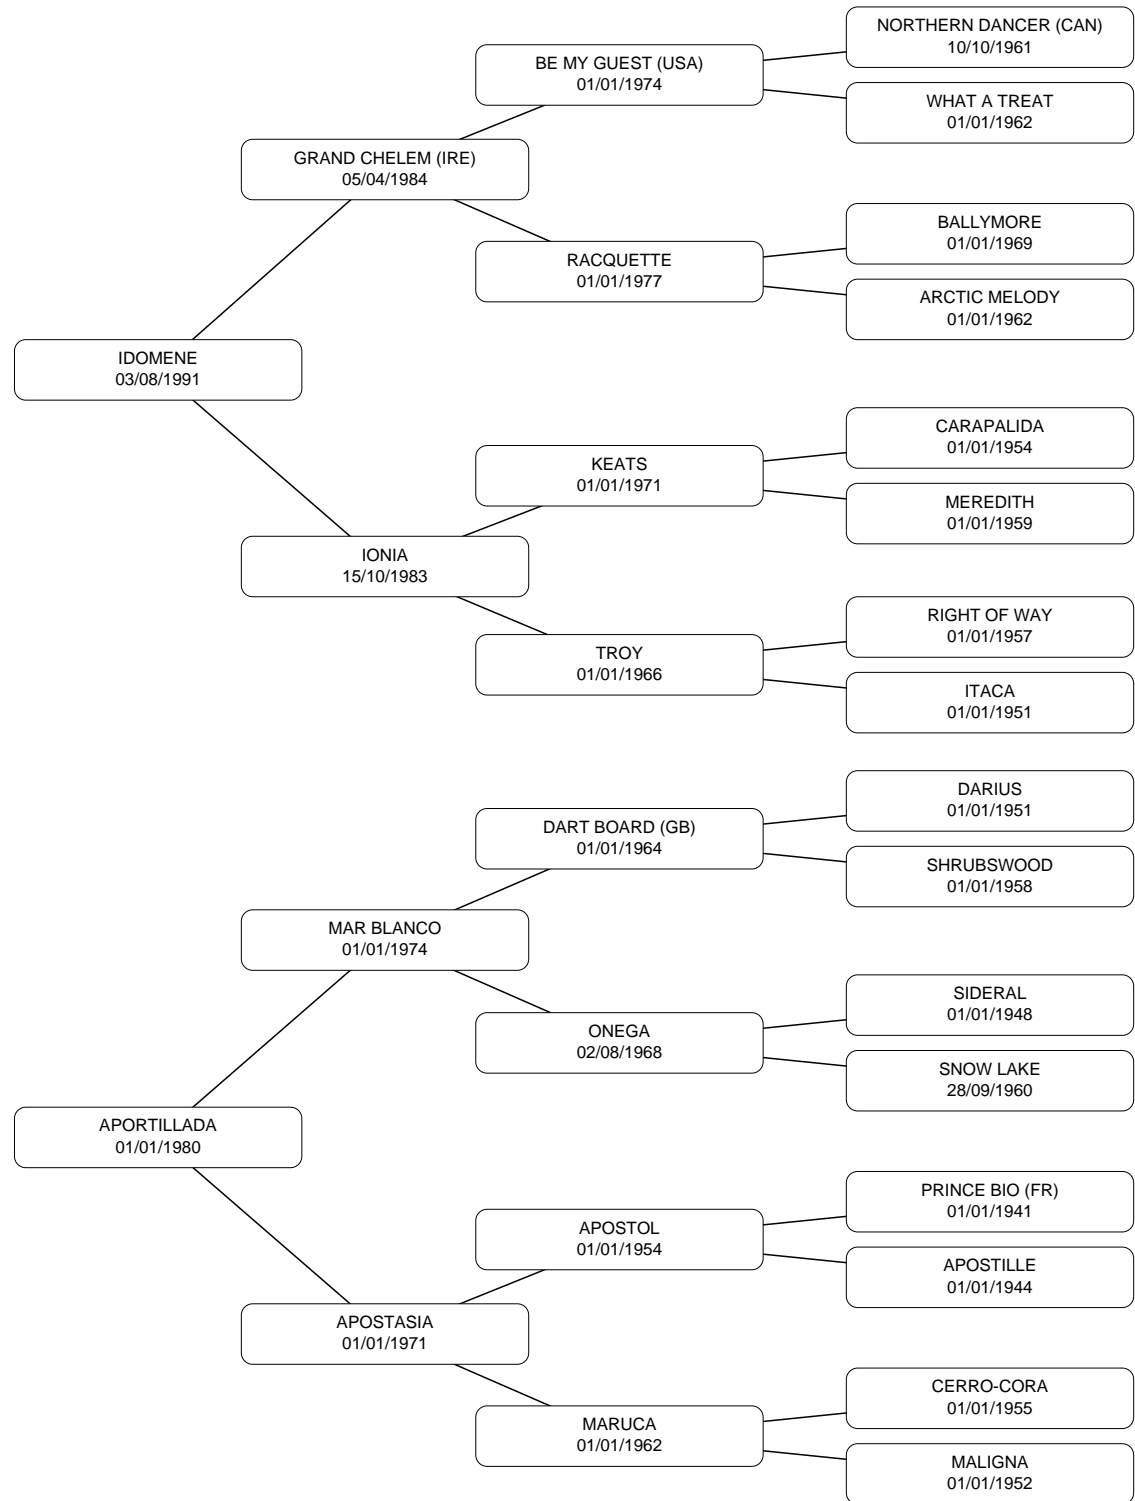 NORTHERN DANCER (CAN)
10/10/1961
BE MY GUEST (USA)
01/01/1974
WHAT A TREAT
01/01/1962
GRAND CHELEM (IRE)
05/04/1984
BALLYMORE
01/01/1969
RACQUETTE
01/01/1977
ARCTIC MELODY
01/01/1962
IDOMENE
03/08/1991
CARAPALIDA
01/01/1954
KEATS
01/01/1971
MEREDITH
01/01/1959
IONIA
15/10/1983
RIGHT OF WAY
01/01/1957
TROY
01/01/1966
ITACA
01/01/1951
DARIUS
01/01/1951
DART BOARD (GB)
01/01/1964
SHRUBSWOOD
01/01/1958
MAR BLANCO
01/01/1974
SIDERAL
01/01/1948
ONEGA
02/08/1968
SNOW LAKE
28/09/1960
APORTILLADA
01/01/1980
PRINCE BIO (FR)
01/01/1941
APOSTOL
01/01/1954
APOSTILLE
01/01/1944
APOSTASIA
01/01/1971
CERRO-CORA
01/01/1955
MARUCA
01/01/1962
MALIGNA
01/01/1952